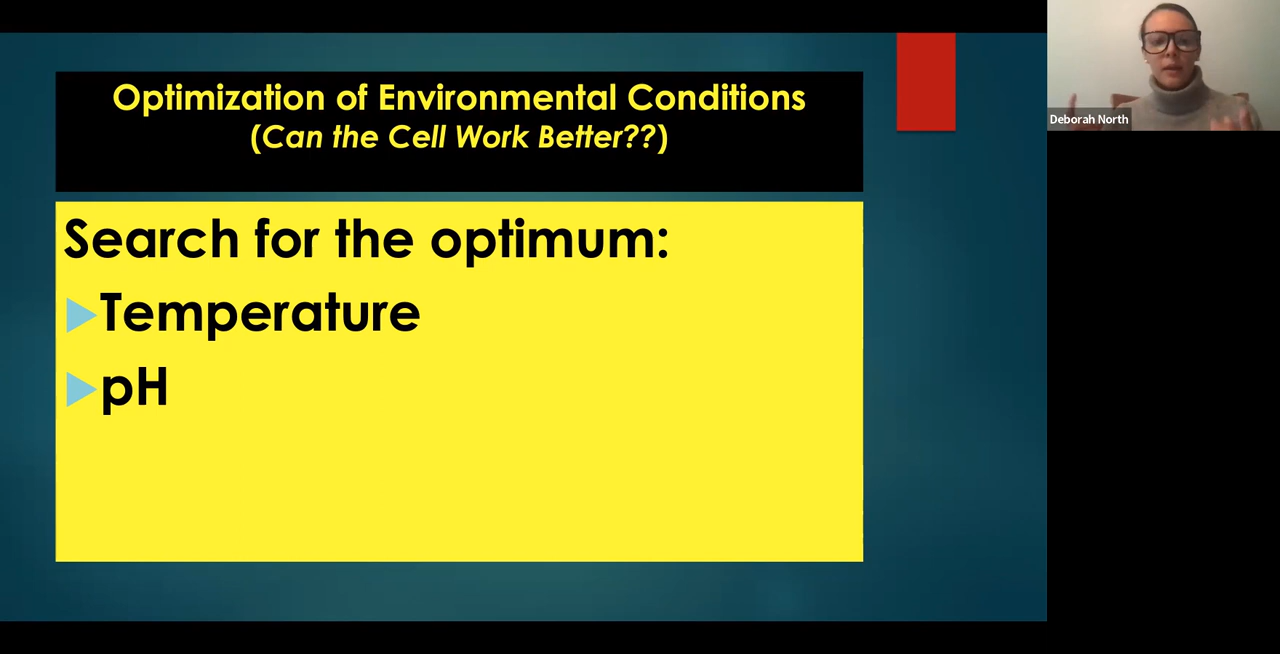 Optimization of Environmental Conditions
(Can the Cell Work Better??)
Search for the optimum:
Temperature
pH
Deborah North